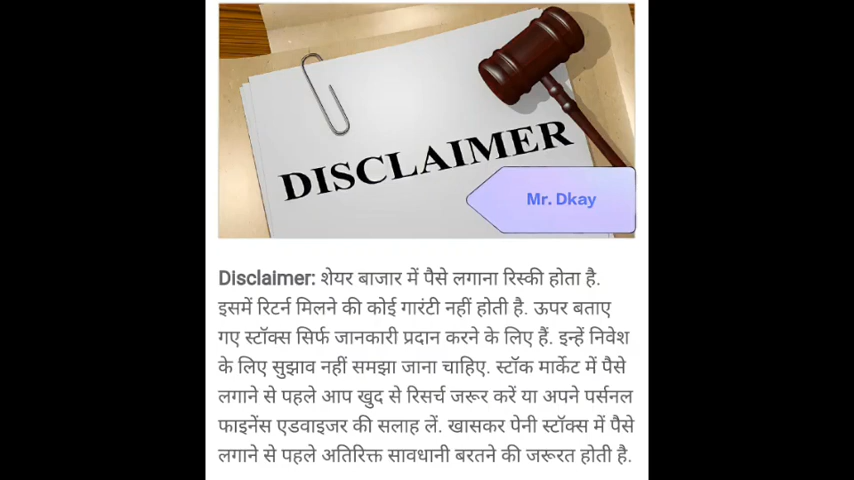 DISCLAIMER
Mr. Dkay
Disclaimer: शेयर बाजार में पैसे लगाना रिस्की होता है.
इसमें रिटर्न मिलने की कोई गारंटी नहीं होती है. ऊपर बताए
गए स्टॉक्स सिर्फ जानकारी प्रदान करने के लिए हैं. इन्हें निवेश
के लिए सुझाव नहीं समझा जाना चाहिए. स्टॉक मार्केट में पैसे
लगाने से पहले आप खुद से रिसर्च जरूर करें या अपने पर्सनल
फाइनेंस एडवाइजर की सलाह लें. खासकर पेनी स्टॉक्स में पैसे
लगाने से पहले अतिरिक्त सावधानी बरतने की जरूरत होती है.